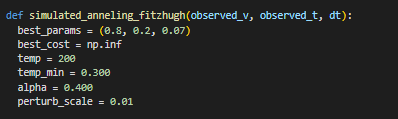 def simulated_anneling_fitzhugh(observed_v, observed_t, dt):
    best_params = (0.8, 0.2, 0.07)
    best_cost = np.inf
    temp = 200
    temp_min = 0.300
    alpha = 0.400
    perturb_scale = 0.01